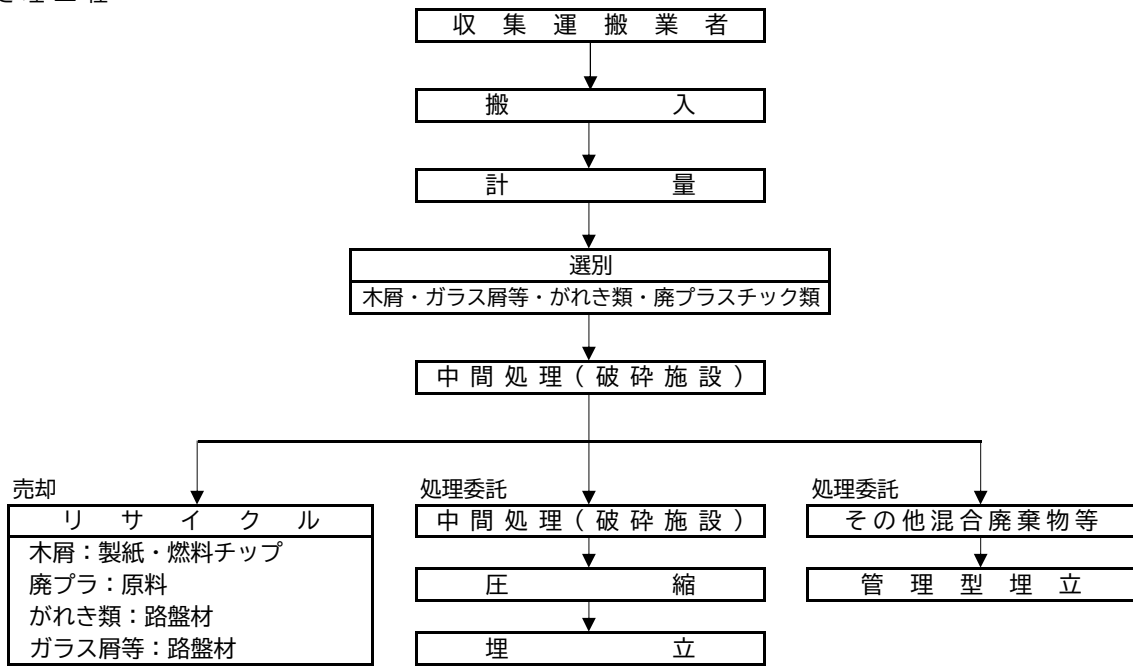 収集運搬業者
搬入
計量
選別
木屑・ガラス屑等・がれき類・廃プラスチック類
中間処理(破砕施設)
売却
リサイクル
木屑：製紙・燃料チップ
廃プラ：原料
がれき類：路盤材
ガラス屑等：路盤材
処理委託
中間処理(破砕施設)
圧縮
埋立
処理委託
その他混合廃棄物等
管理型埋立